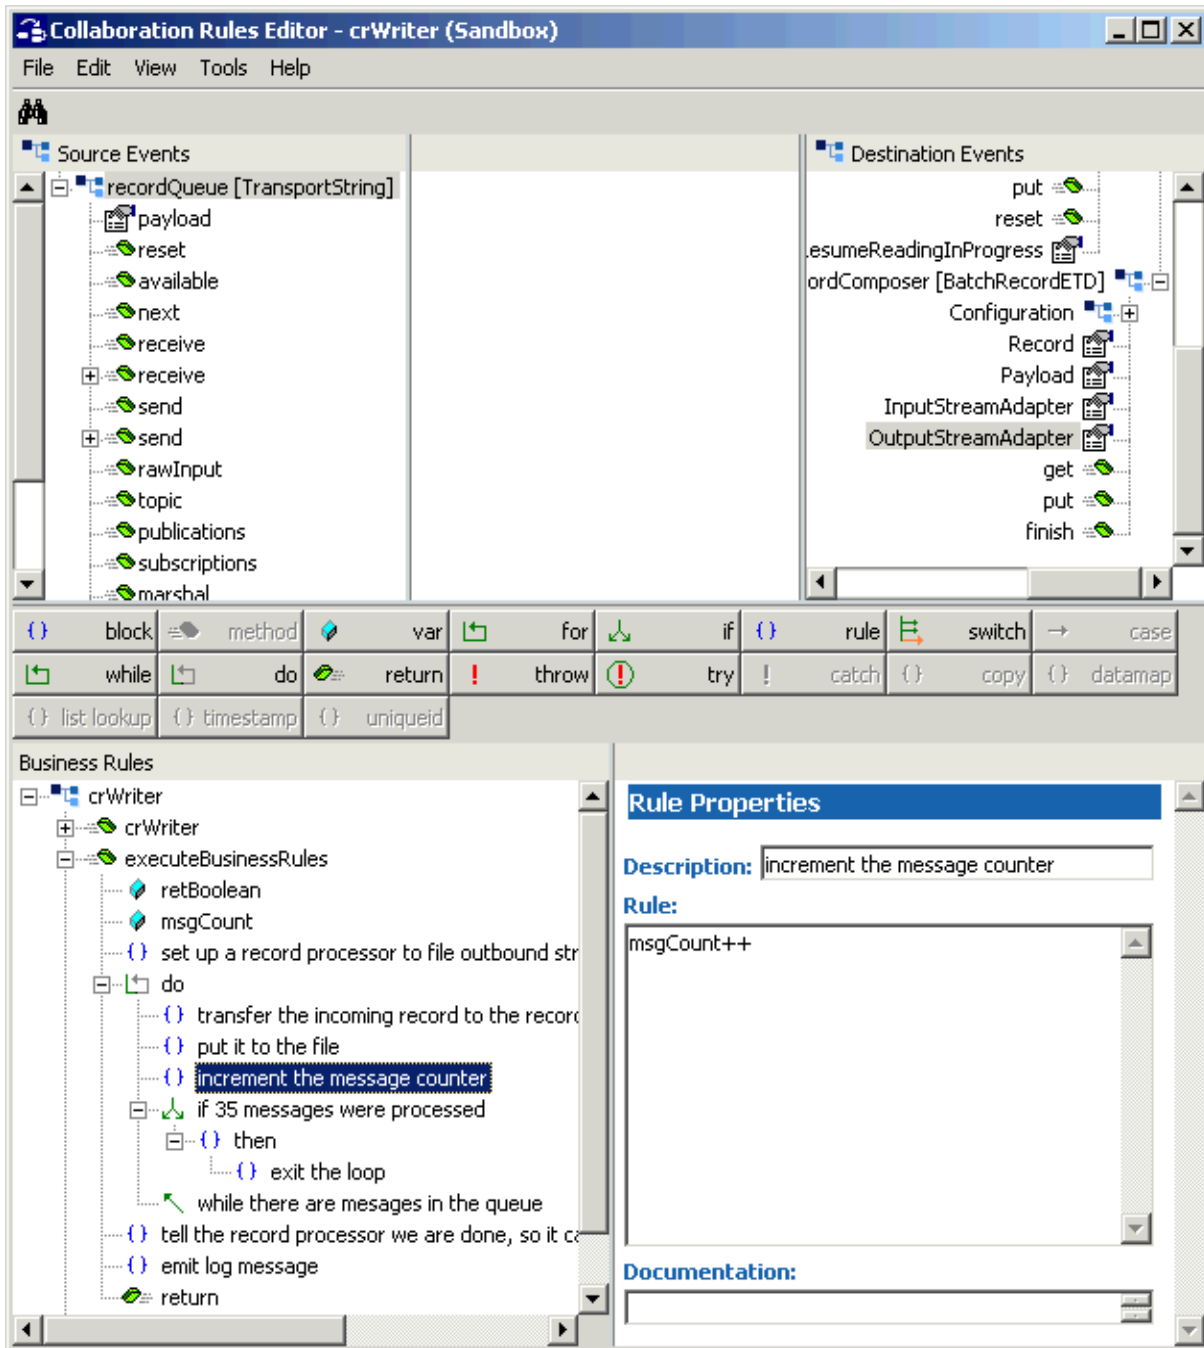 Collaboration Rules Editor - crWriter (Sandbox)
File Edit View Tools Help
Source Events
recordQueue [TransportString]
payload
reset
available
next
receive
receive
send
send
rawInput
topic
publications
subscriptions
marshal
Destination Events
put
reset
esumeReadingInProgress
ordComposer [BatchRecordETD]
Configuration
Record
Payload
InputStreamAdapter
OutputStreamAdapter
get
put
finish
{} block method var for if {} rule switch case
while do return ! throw ! try ! catch {} copy {} datamap
{} list lookup {} timestamp {} uniqueid
Business Rules
crWriter
crWriter
executeBusinessRules
retBoolean
msgCount
{} set up a record processor to file outbound str
do
{} transfer the incoming record to the record
{} put it to the file
{} increment the message counter
if 35 messages were processed
{} then
{} exit the loop
while there are mesages in the queue
{} tell the record processor we are done, so it ca
{} emit log message
return
Rule Properties
Description: increment the message counter
Rule:
msgCount++
Documentation: